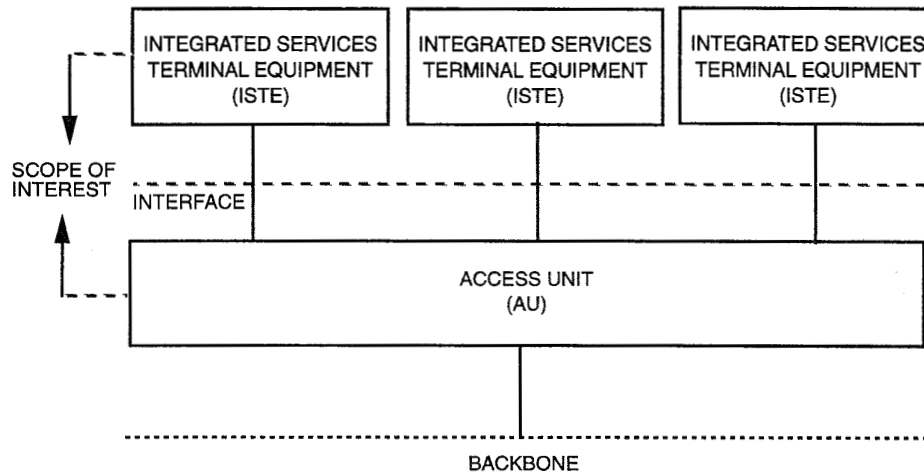 INTEGRATED SERVICES
TERMINAL EQUIPMENT
(ISTE)
INTEGRATED SERVICES
TERMINAL EQUIPMENT
(ISTE)
INTEGRATED SERVICES
TERMINAL EQUIPMENT
(ISTE)
SCOPE OF
INTEREST
INTERFACE
ACCESS UNIT
(AU)
BACKBONE